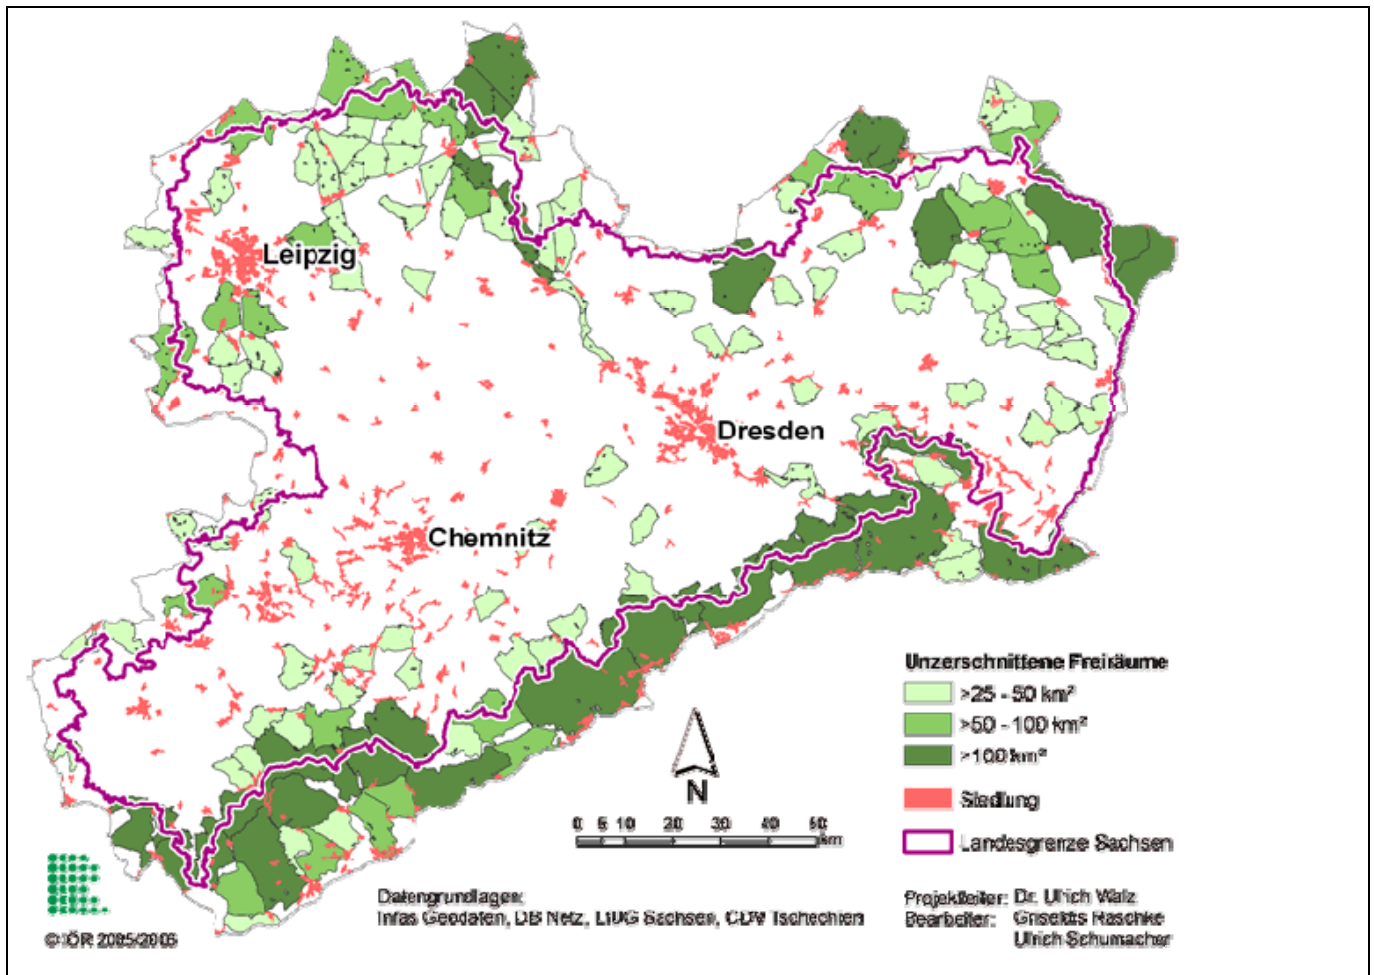 Leipzig
Dresden
Chemnitz
Unzerschnittene Freiräume
>25 - 50 km²
>50 - 100 km²
>100 km²
Siedlung
Landesgrenze Sachsen
N
0 5 10 20 30 40 50
km
Datengrundlagen:
Infas Geodaten, DB Netz, LfUG Sachsen, CDV Tschechien
Projektleiter: Dr. Ulrich Walz
Bearbeiter: Griseldis Raschke
Ulrich Schumacher
© IÖR 2005/2006